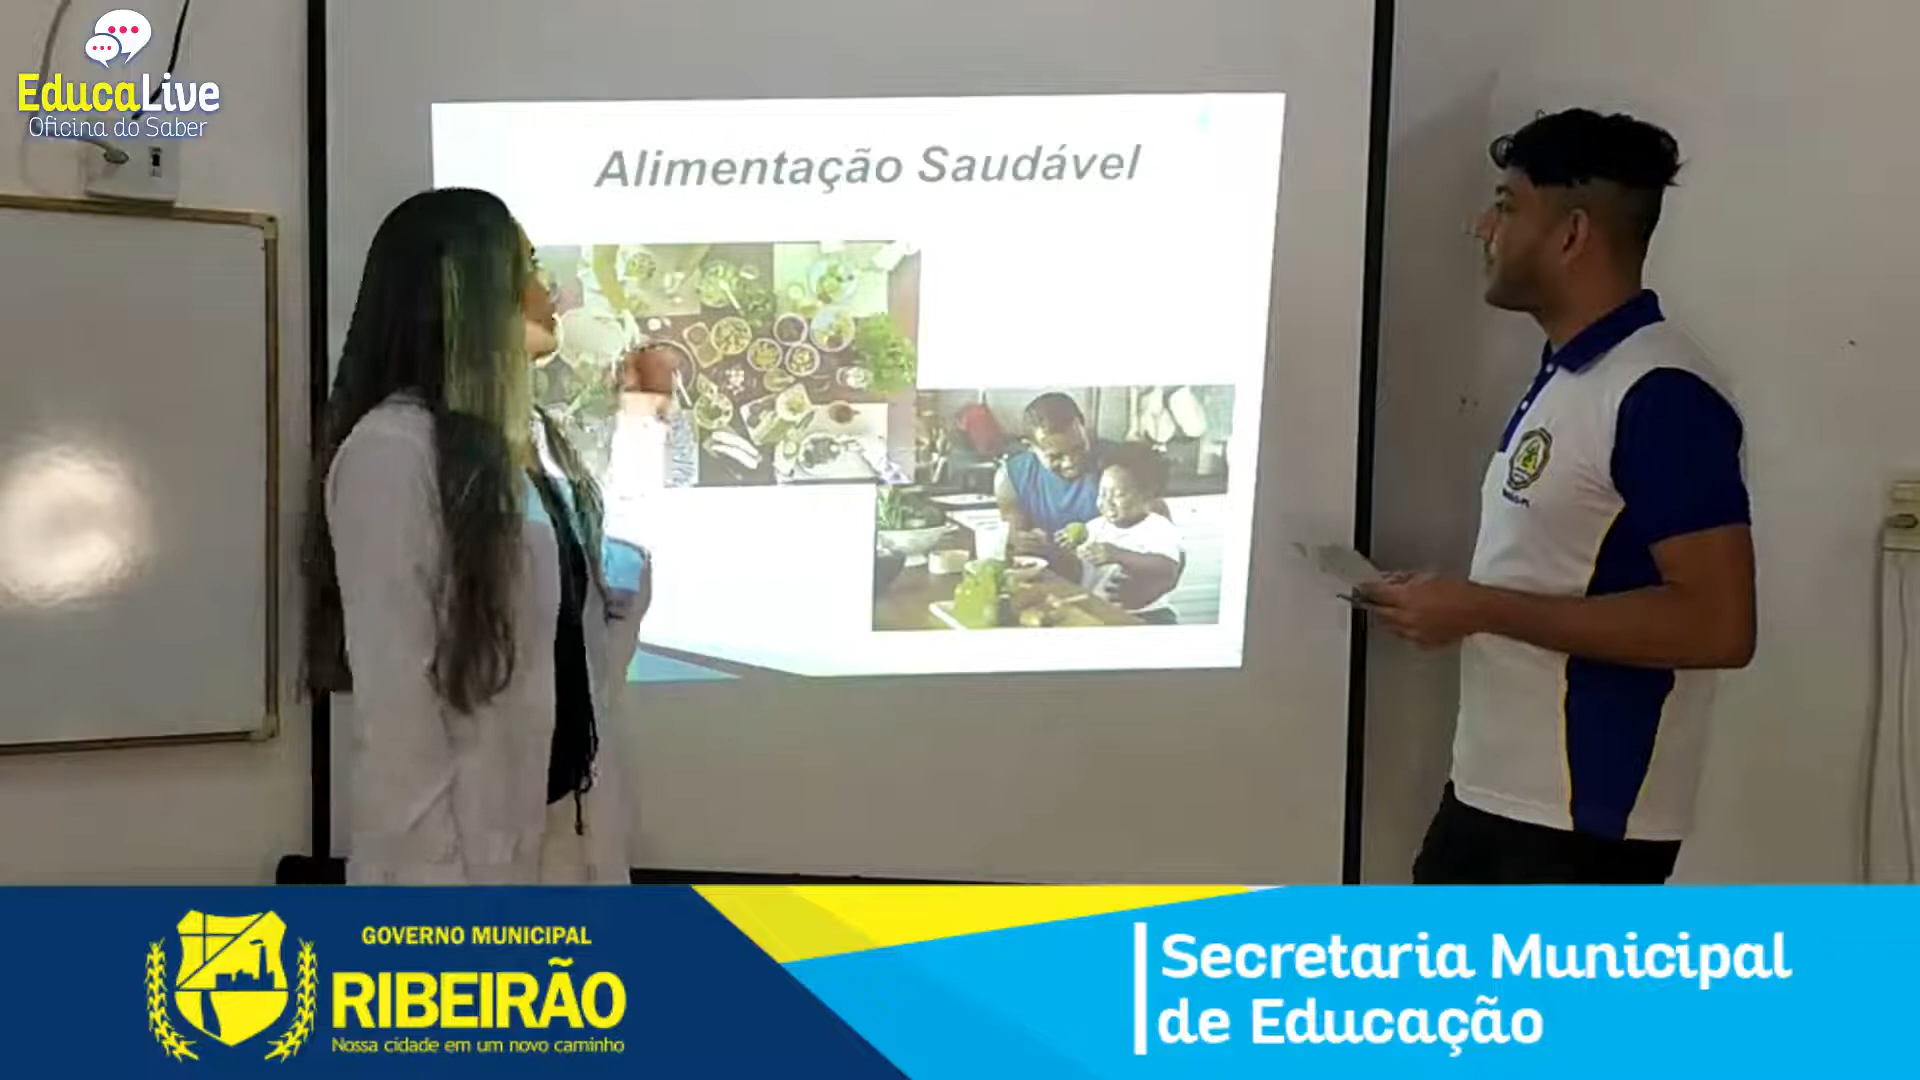 EducaLive
Oficina do Saber
Alimentação Saudável
GOVERNO MUNICIPAL
RIBEIRÃO
Nossa cidade em um novo caminho
Secretaria Municipal
de Educação